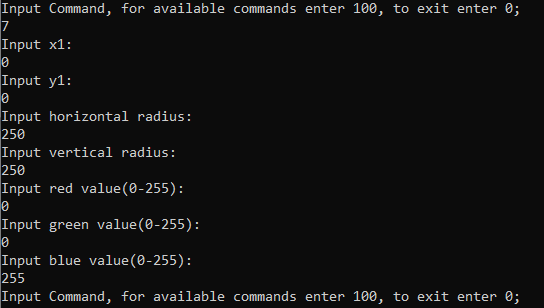 Input Command, for available commands enter 100, to exit enter 0;
7
Input x1:
0
Input y1:
0
Input horizontal radius:
250
Input vertical radius:
250
Input red value(0-255):
0
Input green value(0-255):
0
Input blue value(0-255):
255
Input Command, for available commands enter 100, to exit enter 0;